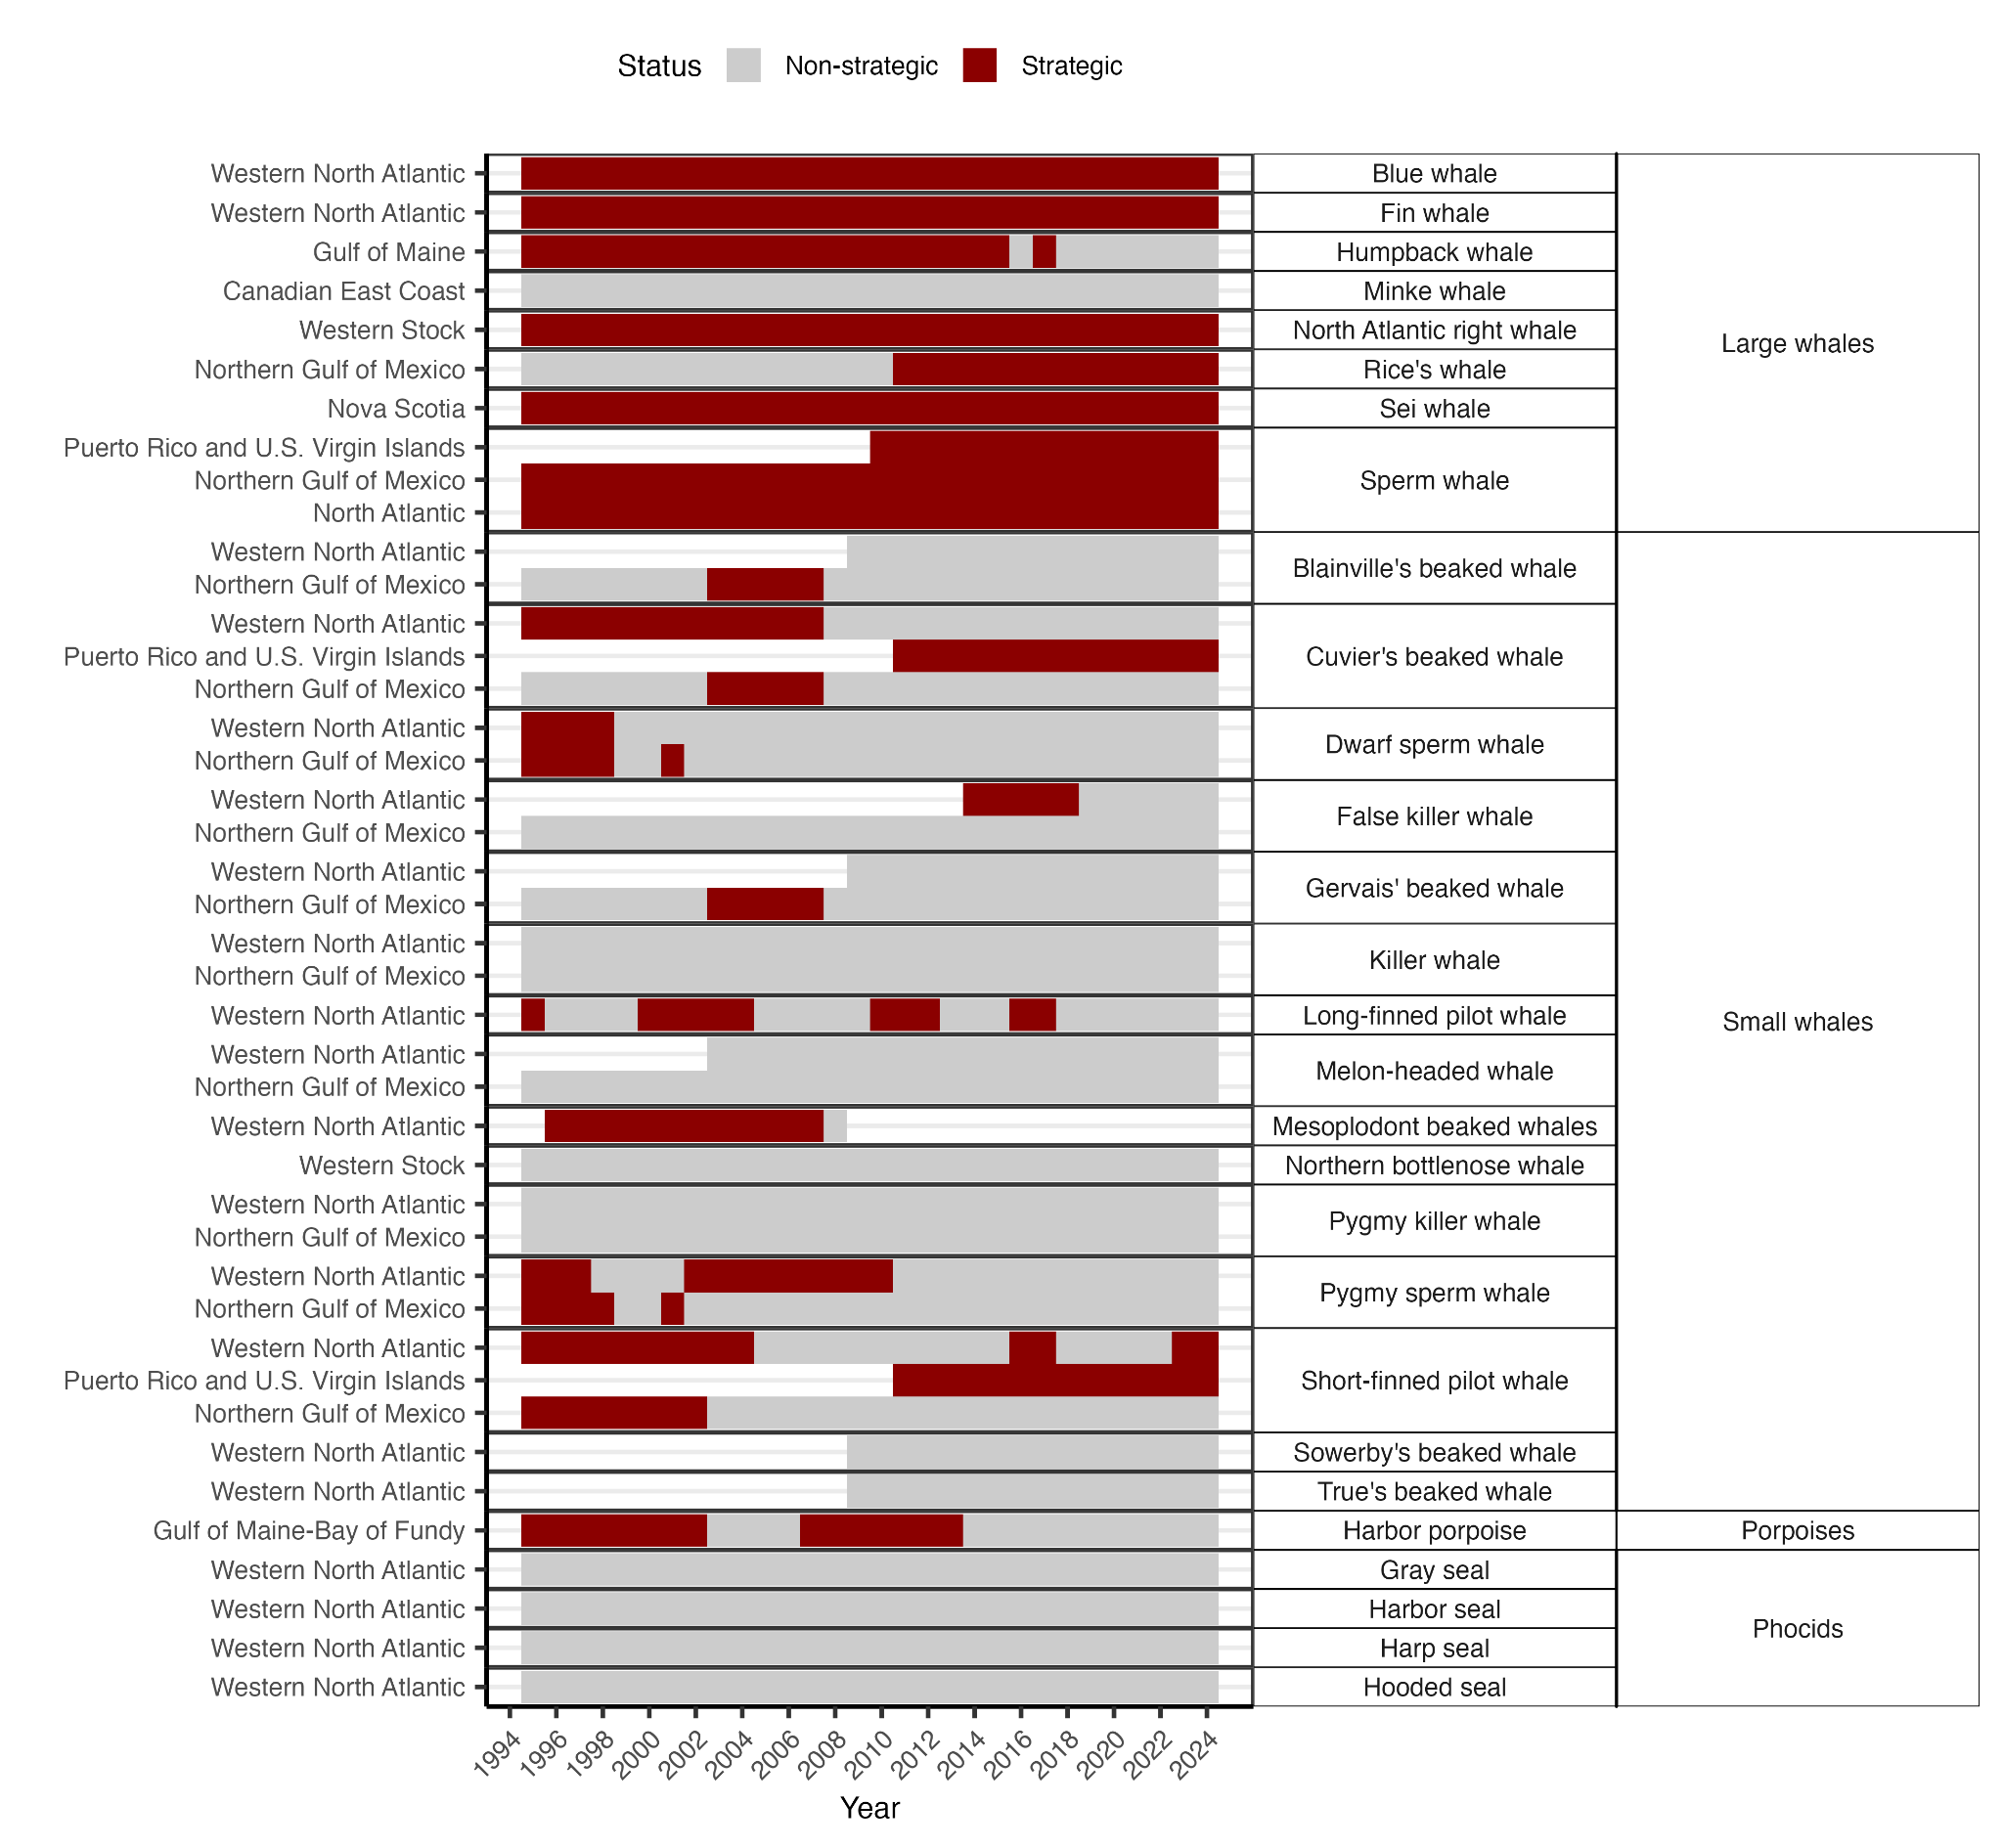 Status Non-strategic Strategic
Western North Atlantic Blue whale
Western North Atlantic Fin whale
Gulf of Maine Humpback whale
Canadian East Coast Minke whale
Western Stock North Atlantic right whale
Large whales
Northern Gulf of Mexico Rice's whale
Nova Scotia Sei whale
Puerto Rico and U.S. Virgin Islands
Northern Gulf of Mexico Sperm whale
North Atlantic
Western North Atlantic
Blainville's beaked whale
Northern Gulf of Mexico
Western North Atlantic
Puerto Rico and U.S. Virgin Islands Cuvier's beaked whale
Northern Gulf of Mexico
Western North Atlantic
Dwarf sperm whale
Northern Gulf of Mexico
Western North Atlantic
False killer whale
Northern Gulf of Mexico
Western North Atlantic
Gervais' beaked whale
Northern Gulf of Mexico
Western North Atlantic
Killer whale
Northern Gulf of Mexico
Western North Atlantic Long-finned pilot whale Small whales
Western North Atlantic
Melon-headed whale
Northern Gulf of Mexico
Western North Atlantic Mesoplodont beaked whales
Western Stock Northern bottlenose whale
Western North Atlantic
Pygmy killer whale
Northern Gulf of Mexico
Western North Atlantic
Pygmy sperm whale
Northern Gulf of Mexico
Western North Atlantic
Puerto Rico and U.S. Virgin Islands Short-finned pilot whale
Northern Gulf of Mexico
Western North Atlantic Sowerby's beaked whale
Western North Atlantic True's beaked whale
Gulf of Maine-Bay of Fundy Harbor porpoise Porpoises
Western North Atlantic Gray seal
Western North Atlantic Harbor seal
Phocids
Western North Atlantic Harp seal
Western North Atlantic Hooded seal
1994 1996 1998 2000 2002 2004 2006 2008 2010 2012 2014 2016 2018 2020 2022 2024
Year